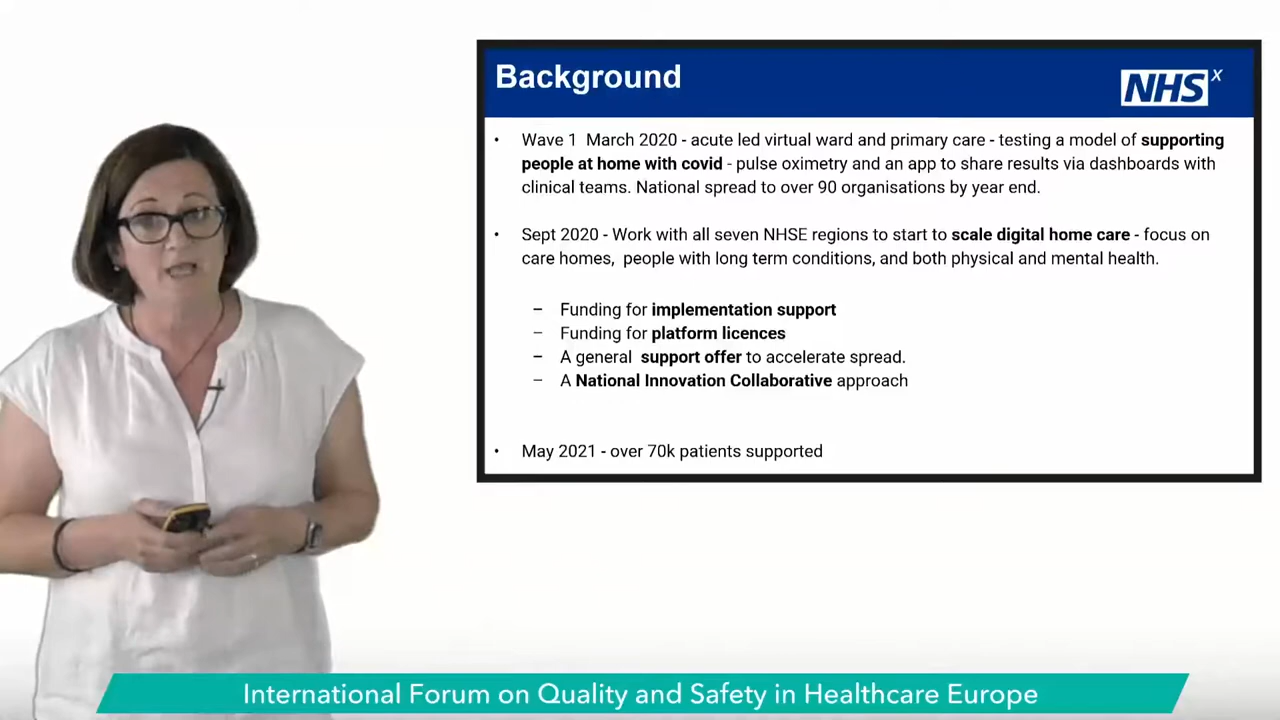 Background
NHSX
• Wave 1 March 2020 - acute led virtual ward and primary care - testing a model of supporting
people at home with covid - pulse oximetry and an app to share results via dashboards with
clinical teams. National spread to over 90 organisations by year end.
• Sept 2020 - Work with all seven NHSE regions to start to scale digital home care - focus on
care homes, people with long term conditions, and both physical and mental health.
– Funding for implementation support
– Funding for platform licences
– A general support offer to accelerate spread.
– A National Innovation Collaborative approach
• May 2021 - over 70k patients supported
International Forum on Quality and Safety in Healthcare Europe